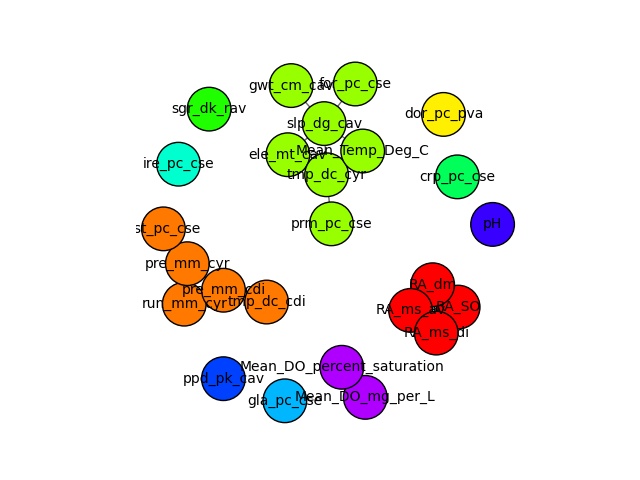 gwt_cm_cav
for_pc_cse
sgr_dk_rav
dor_pc_pva
slp_dg_cav
ele_mt_cav
Mean_Temp_Deg_C
ire_pc_cse
tmp_dc_cyr
crp_pc_cse
prm_pc_cse
pH
st_pc_cse
pre_mm_cyr
RA_dm
pre_mm_cdi
run_mm_cyr
tmp_dc_cdi
RA_SO
RA_ms_di
Mean_DO_percent_saturation
ppd_pk_cav
gla_pc_cse
Mean_DO_mg_per_L